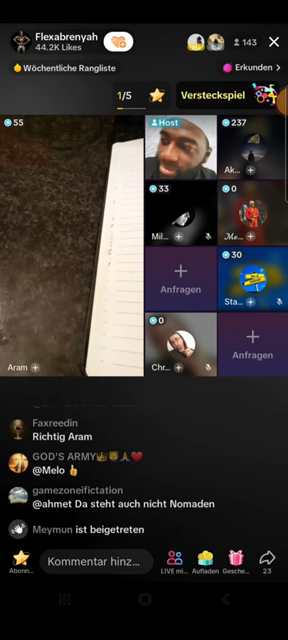 Flexabrenyah
44.2K Likes
143
Wöchentliche Rangliste
Erkunden >
1/5
Versteckspiel
55
Host
237
Ak...
33
Mil...
0
Me...
Anfragen
30
Sta...
0
Chr...
Anfragen
Aram
Faxreedin
Richtig Aram
GOD'S ARMY
@Melo
gamezoneifictation
@ahmet Da steht auch nicht Nomaden
Meymun ist beigetreten
Kommentar hinz...
Abonn...
LIVE mi...
Aufladen
Gesche...
23